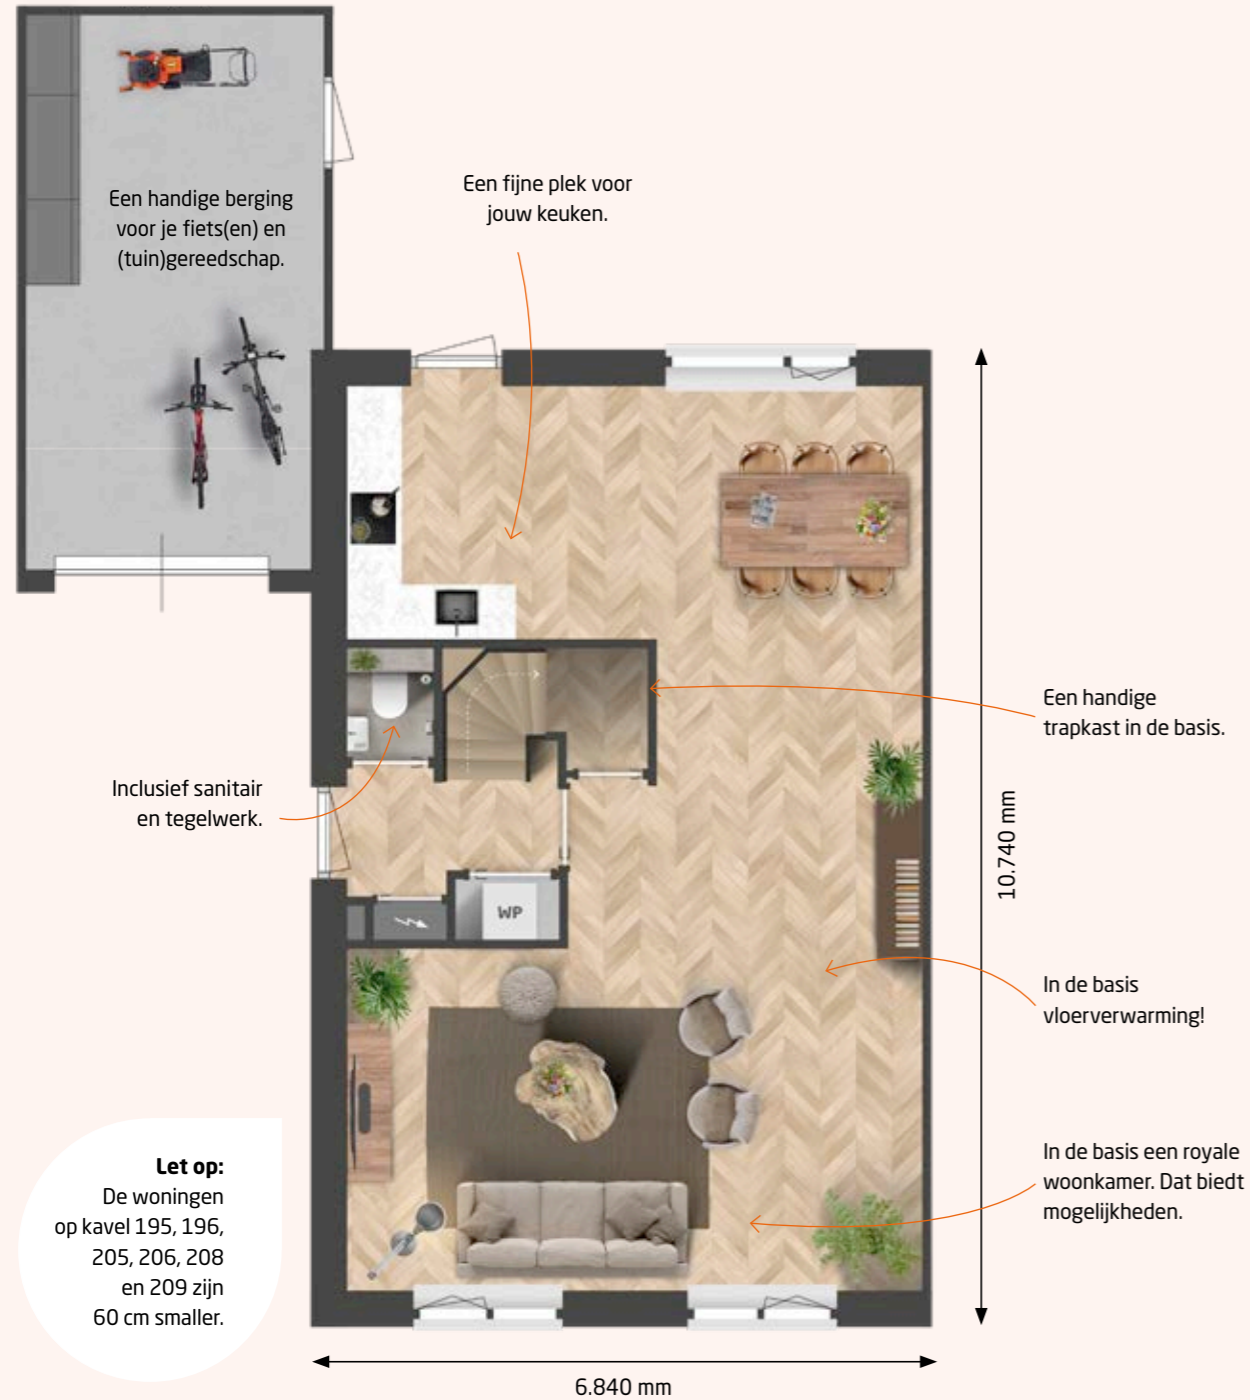 Een handige berging
voor je fiets(en) en
(tuin)gereedschap.
Een fijne plek voor
jouw keuken.
Een handige
trapkast in de basis.
Inclusief sanitair
en tegelwerk.
10.740 mm
WP
In de basis
vloerverwarming!
In de basis een royale
woonkamer. Dat biedt
mogelijkheden.
Let op:
De woningen
op kavel 195, 196,
205, 206, 208
en 209 zijn
60 cm smaller.
6.840 mm